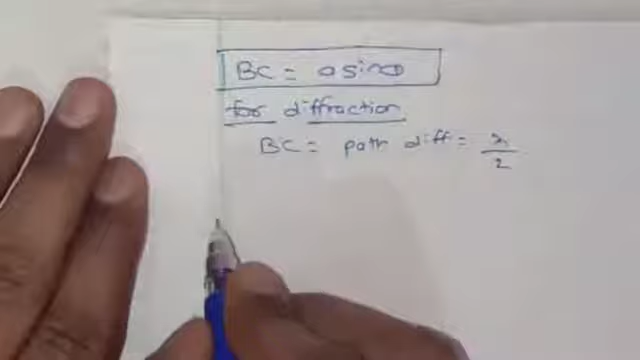 BC = a sinθ
for diffraction
BC = path diff = λ/2